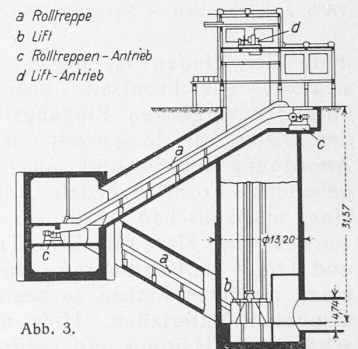 a Rolltreppe
b Lift
c Rolltreppen-Antrieb
d Lift-Antrieb
d
c
a
31,57
ϕ13,20
a
c
b
4,74
Abb. 3.